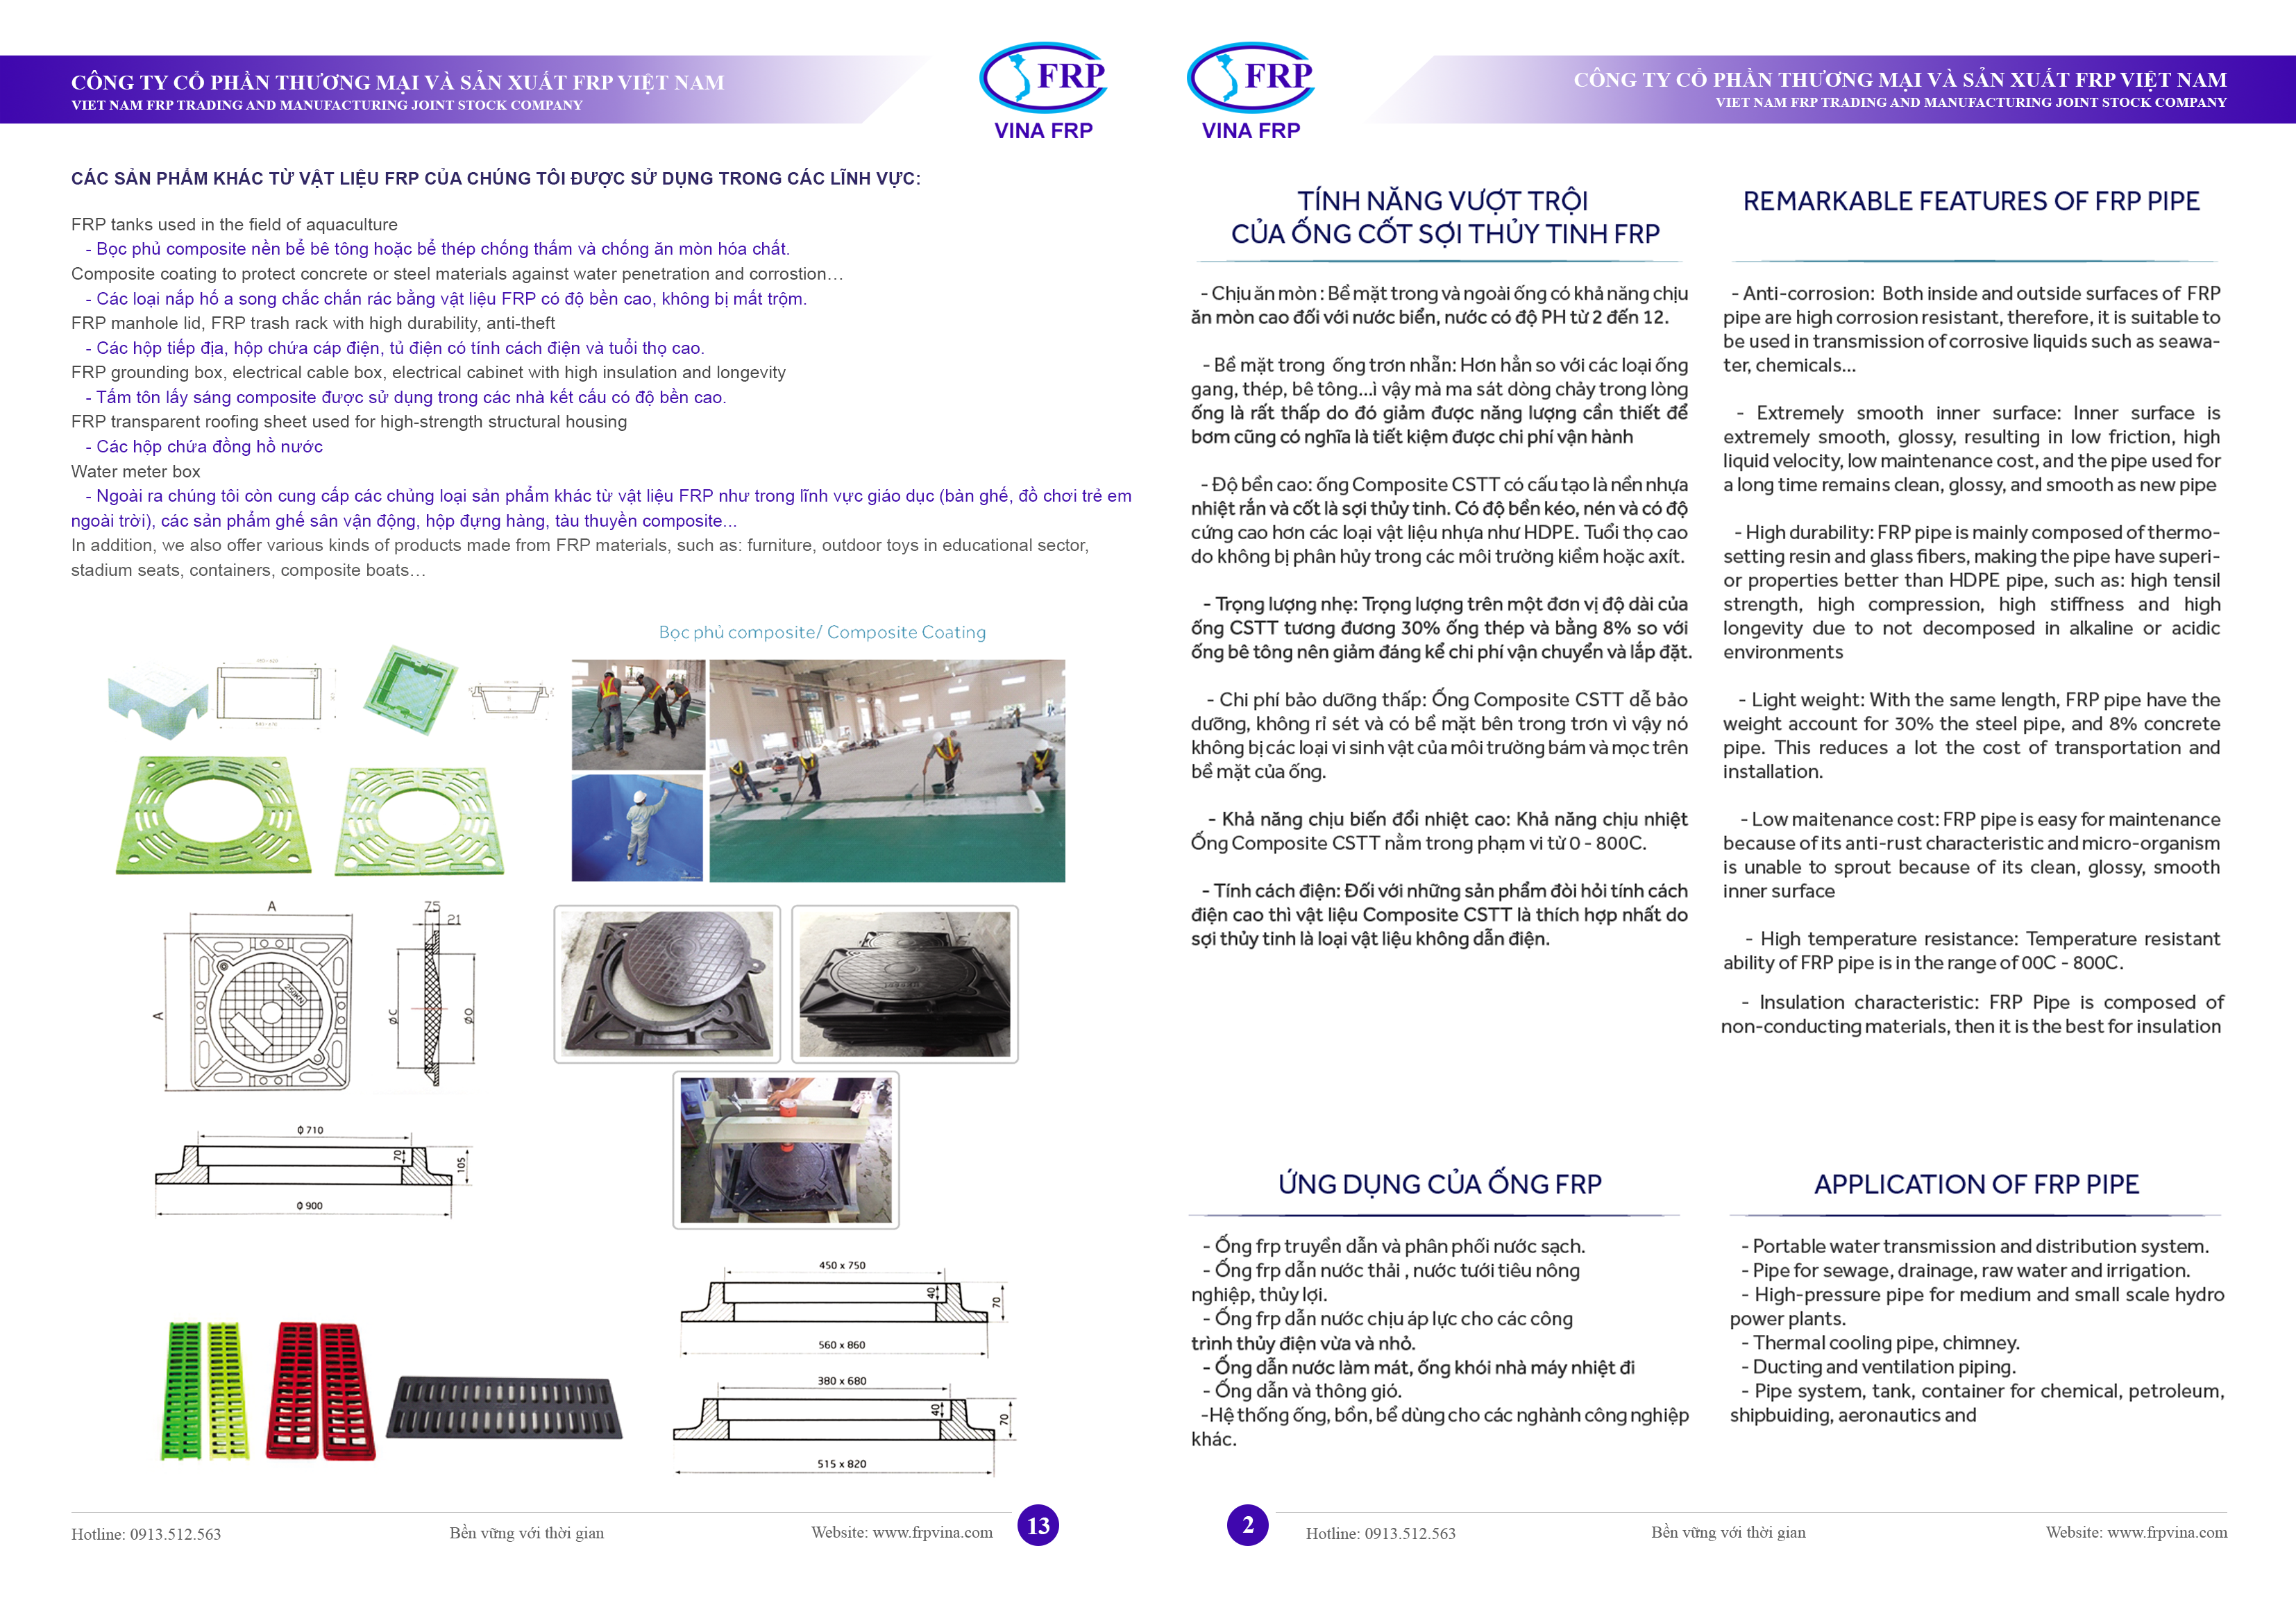 CÔNG TY CỔ PHẦN THƯƠNG MẠI VÀ SẢN XUẤT FRP VIỆT NAM
VIET NAM FRP TRADING AND MANUFACTURING JOINT STOCK COMPANY
FRP
VINA FRP
CÁC SẢN PHẨM KHÁC TỪ VẬT LIỆU FRP CỦA CHÚNG TÔI ĐƯỢC SỬ DỤNG TRONG CÁC LĨNH VỰC:
FRP tanks used in the field of aquaculture
- Bọc phủ composite nền bể bê tông hoặc bể thép chống thấm và chống ăn mòn hóa chất.
Composite coating to protect concrete or steel materials against water penetration and corrostion…
- Các loại nắp hố a song chắc chắn rác bằng vật liệu FRP có độ bền cao, không bị mất trộm.
FRP manhole lid, FRP trash rack with high durability, anti-theft
- Các hộp tiếp địa, hộp chứa cáp điện, tủ điện có tính cách điện và tuổi thọ cao.
FRP grounding box, electrical cable box, electrical cabinet with high insulation and longevity
- Tấm tôn lấy sáng composite được sử dụng trong các nhà kết cấu có độ bền cao.
FRP transparent roofing sheet used for high-strength structural housing
- Các hộp chứa đồng hồ nước
Water meter box
- Ngoài ra chúng tôi còn cung cấp các chủng loại sản phẩm khác từ vật liệu FRP như trong lĩnh vực giáo dục (bàn ghế, đồ chơi trẻ em
ngoài trời), các sản phẩm ghế sân vận động, hộp đựng hàng, tàu thuyền composite...
In addition, we also offer various kinds of products made from FRP materials, such as: furniture, outdoor toys in educational sector,
stadium seats, containers, composite boats…
Bọc phủ composite/ Composite Coating
A
75
21
A
250KN
ØC
ØO
Φ 710
70
105
Φ 900
450 x 750
40
70
560 x 860
380 x 680
40
70
515 x 820
Hotline: 0913.512.563
Bền vững với thời gian
Website: www.frpvina.com
13
FRP
VINA FRP
CÔNG TY CỔ PHẦN THƯƠNG MẠI VÀ SẢN XUẤT FRP VIỆT NAM
VIET NAM FRP TRADING AND MANUFACTURING JOINT STOCK COMPANY
TÍNH NĂNG VƯỢT TRỘI
CỦA ỐNG CỐT SỢI THỦY TINH FRP
- Chịu ăn mòn : Bề mặt trong và ngoài ống có khả năng chịu
ăn mòn cao đối với nước biển, nước có độ PH từ 2 đến 12.
- Bề mặt trong ống trơn nhẵn: Hơn hẳn so với các loại ống
gang, thép, bê tông...ì vậy mà ma sát dòng chảy trong lòng
ống là rất thấp do đó giảm được năng lượng cần thiết để
bơm cũng có nghĩa là tiết kiệm được chi phí vận hành
- Độ bền cao: ống Composite CSTT có cấu tạo là nền nhựa
nhiệt rắn và cốt là sợi thủy tinh. Có độ bền kéo, nén và có độ
cứng cao hơn các loại vật liệu nhựa như HDPE. Tuổi thọ cao
do không bị phân hủy trong các môi trường kiềm hoặc axít.
- Trọng lượng nhẹ: Trọng lượng trên một đơn vị độ dài của
ống CSTT tương đương 30% ống thép và bằng 8% so với
ống bê tông nên giảm đáng kể chi phí vận chuyển và lắp đặt.
- Chi phí bảo dưỡng thấp: Ống Composite CSTT dễ bảo
dưỡng, không rỉ sét và có bề mặt bên trong trơn vì vậy nó
không bị các loại vi sinh vật của môi trường bám và mọc trên
bề mặt của ống.
- Khả năng chịu biến đổi nhiệt cao: Khả năng chịu nhiệt
Ống Composite CSTT nằm trong phạm vi từ 0 - 800C.
- Tính cách điện: Đối với những sản phẩm đòi hỏi tính cách
điện cao thì vật liệu Composite CSTT là thích hợp nhất do
sợi thủy tinh là loại vật liệu không dẫn điện.
REMARKABLE FEATURES OF FRP PIPE
- Anti-corrosion: Both inside and outside surfaces of FRP
pipe are high corrosion resistant, therefore, it is suitable to
be used in transmission of corrosive liquids such as seawa-
ter, chemicals...
- Extremely smooth inner surface: Inner surface is
extremely smooth, glossy, resulting in low friction, high
liquid velocity, low maintenance cost, and the pipe used for
a long time remains clean, glossy, and smooth as new pipe
- High durability: FRP pipe is mainly composed of thermo-
setting resin and glass fibers, making the pipe have superi-
or properties better than HDPE pipe, such as: high tensil
strength, high compression, high stiffness and high
longevity due to not decomposed in alkaline or acidic
environments
- Light weight: With the same length, FRP pipe have the
weight account for 30% the steel pipe, and 8% concrete
pipe. This reduces a lot the cost of transportation and
installation.
- Low maitenance cost: FRP pipe is easy for maintenance
because of its anti-rust characteristic and micro-organism
is unable to sprout because of its clean, glossy, smooth
inner surface
- High temperature resistance: Temperature resistant
ability of FRP pipe is in the range of 00C - 800C.
- Insulation characteristic: FRP Pipe is composed of
non-conducting materials, then it is the best for insulation
ỨNG DỤNG CỦA ỐNG FRP
- Ống frp truyền dẫn và phân phối nước sạch.
- Ống frp dẫn nước thải , nước tưới tiêu nông
nghiệp, thủy lợi.
- Ống frp dẫn nước chịu áp lực cho các công
trình thủy điện vừa và nhỏ.
- Ống dẫn nước làm mát, ống khói nhà máy nhiệt đi
- Ống dẫn và thông gió.
-Hệ thống ống, bồn, bể dùng cho các nghành công nghiệp
khác.
APPLICATION OF FRP PIPE
- Portable water transmission and distribution system.
- Pipe for sewage, drainage, raw water and irrigation.
- High-pressure pipe for medium and small scale hydro
power plants.
- Thermal cooling pipe, chimney.
- Ducting and ventilation piping.
- Pipe system, tank, container for chemical, petroleum,
shipbuiding, aeronautics and
2
Hotline: 0913.512.563
Bền vững với thời gian
Website: www.frpvina.com